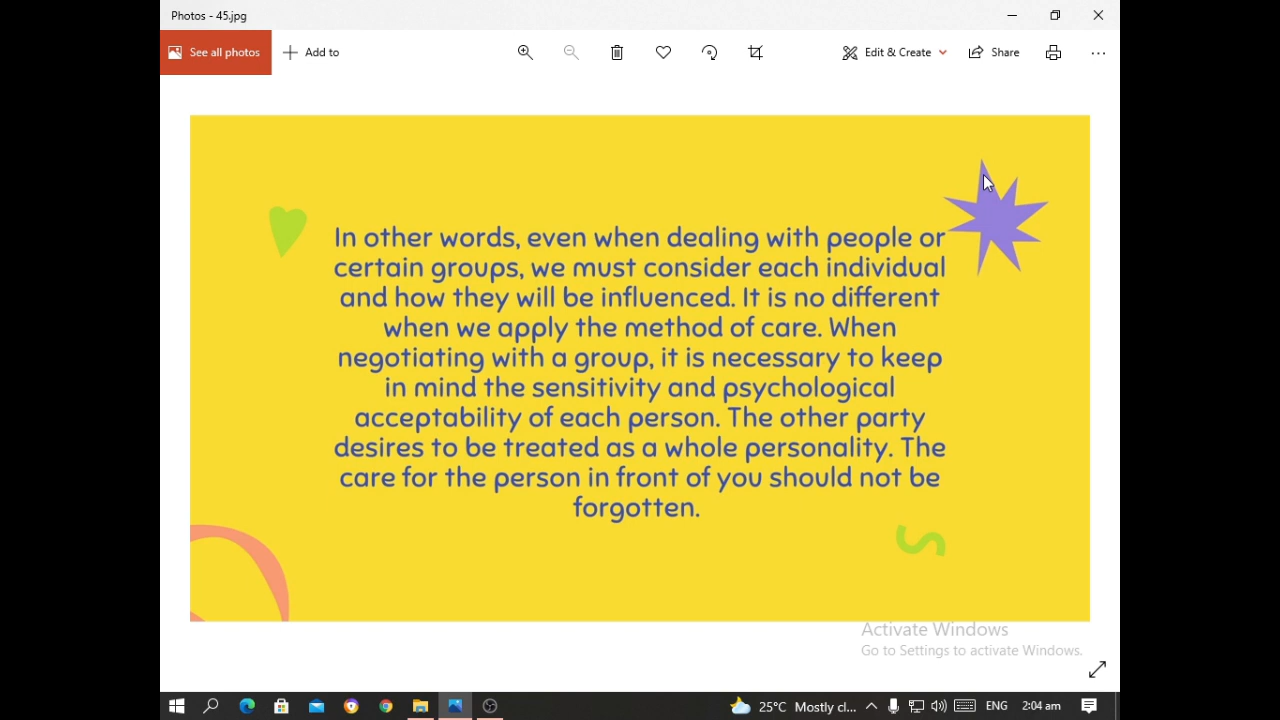 Photos - 45.jpg
See all photos
Add to
Edit & Create
Share
In other words, even when dealing with people or
certain groups, we must consider each individual
and how they will be influenced. It is no different
when we apply the method of care. When
negotiating with a group, it is necessary to keep
in mind the sensitivity and psychological
acceptability of each person. The other party
desires to be treated as a whole personality. The
care for the person in front of you should not be
forgotten.
Activate Windows
Go to Settings to activate Windows.
25°C Mostly cl...
ENG
2:04 am